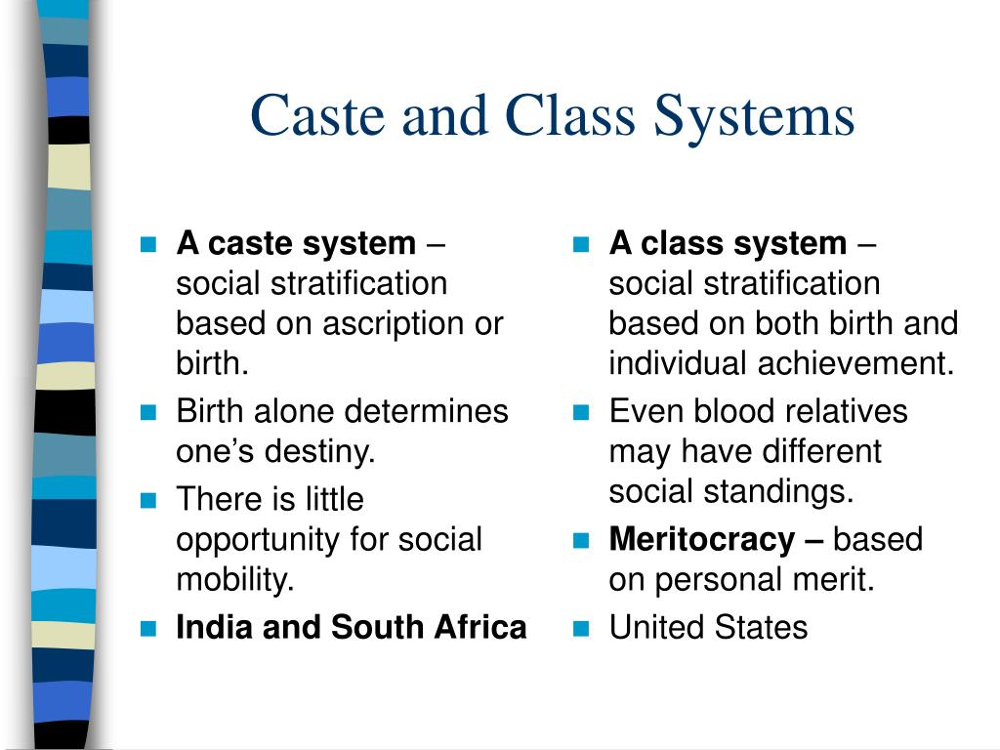 Caste and Class Systems
A caste system –
social stratification
based on ascription or
birth.
Birth alone determines
one’s destiny.
There is little
opportunity for social
mobility.
India and South Africa
A class system –
social stratification
based on both birth and
individual achievement.
Even blood relatives
may have different
social standings.
Meritocracy – based
on personal merit.
United States